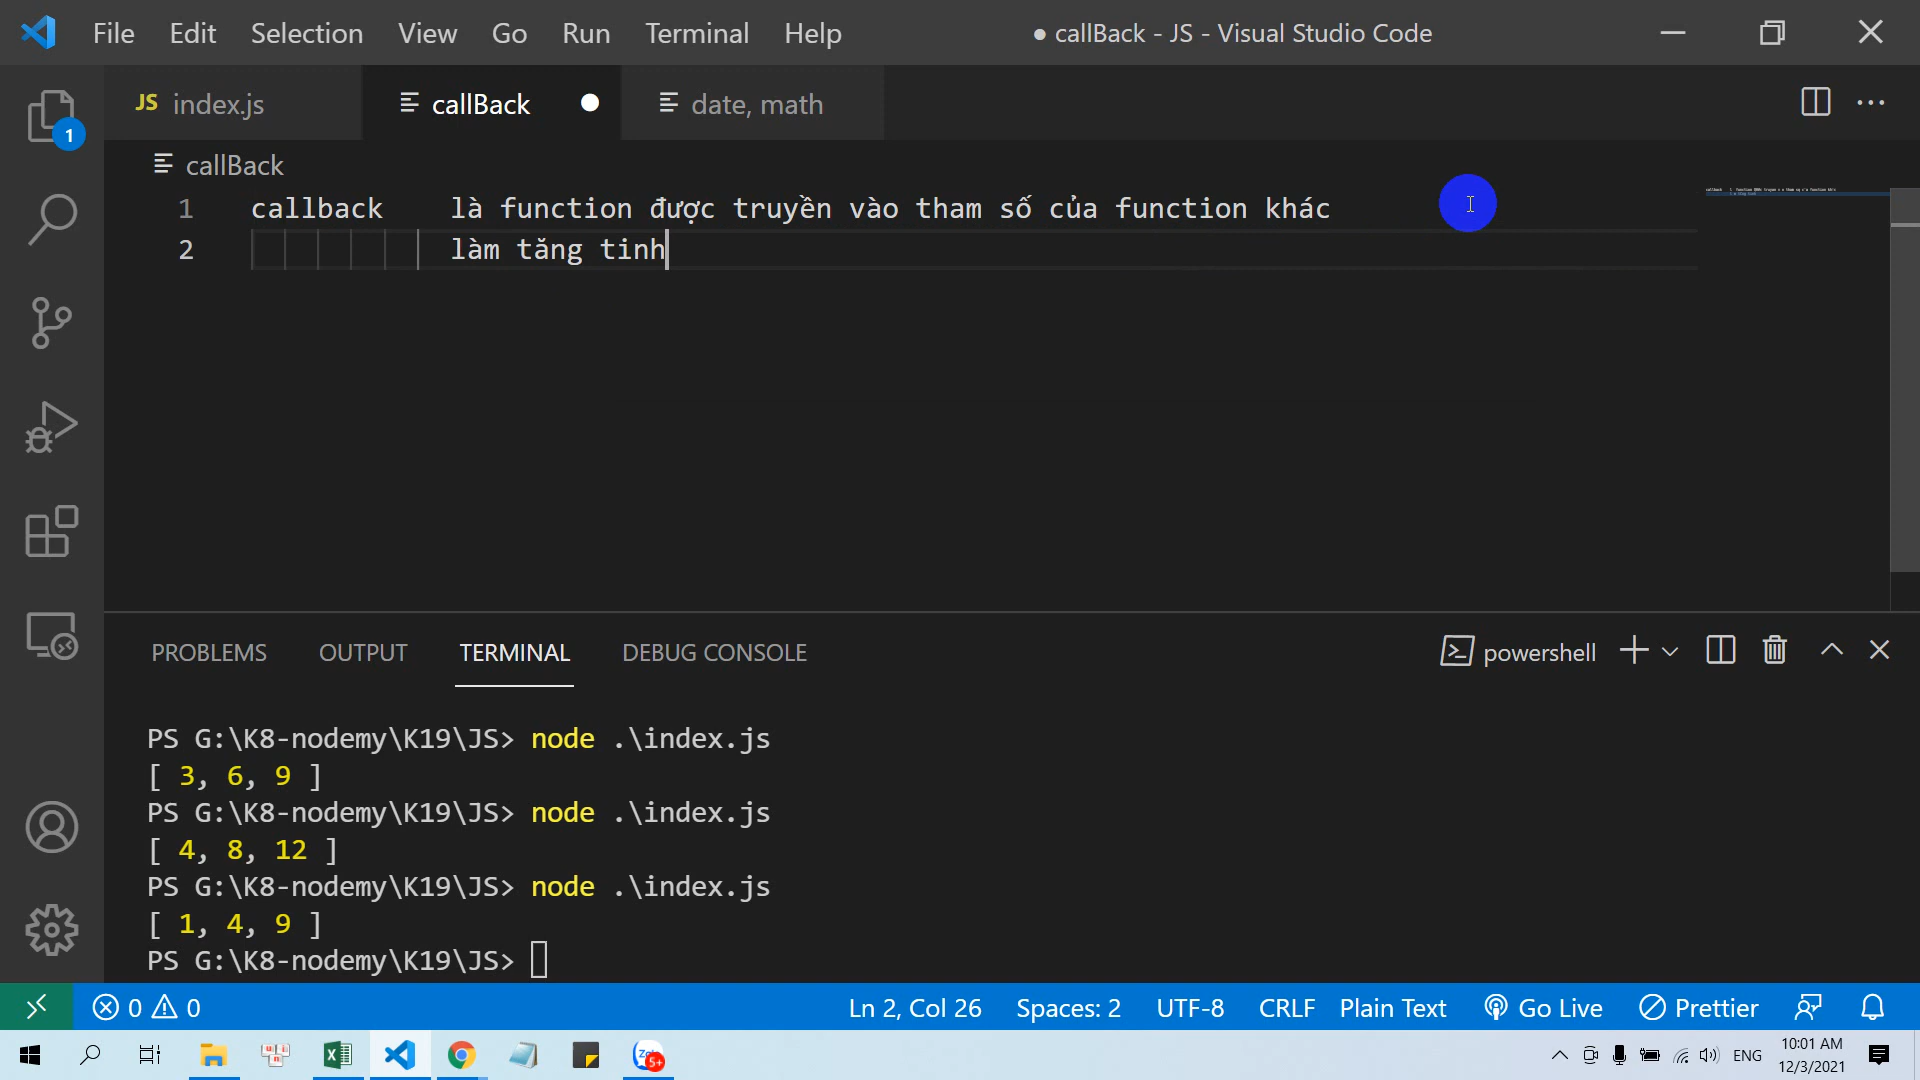 File Edit Selection View Go Run Terminal Help ● callBack - JS - Visual Studio Code
JS index.js callBack date, math
1
callBack
1 callback là function được truyền vào tham số của function khác
2 làm tăng tinh
PROBLEMS OUTPUT TERMINAL DEBUG CONSOLE powershell
PS G:\K8-nodemy\K19\JS> node .\index.js
[ 3, 6, 9 ]
PS G:\K8-nodemy\K19\JS> node .\index.js
[ 4, 8, 12 ]
PS G:\K8-nodemy\K19\JS> node .\index.js
[ 1, 4, 9 ]
PS G:\K8-nodemy\K19\JS>
0 0 Ln 2, Col 26 Spaces: 2 UTF-8 CRLF Plain Text Go Live Prettier
5+ ENG 10:01 AM
12/3/2021